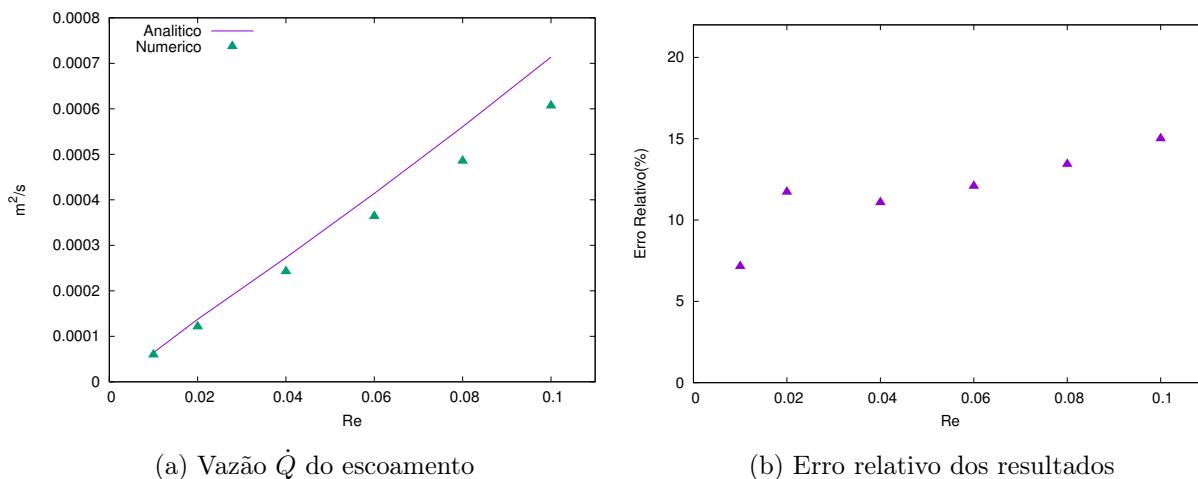 0.0008
0.0007
0.0006
0.0005
0.0004
0.0003
0.0002
0.0001
0
m²/s
Analitico
Numerico
0 0.02 0.04 0.06 0.08 0.1
Re
(a) Vazão Q̇ do escoamento
20
15
10
5
0
Erro Relativo(%)
0 0.02 0.04 0.06 0.08 0.1
Re
(b) Erro relativo dos resultados